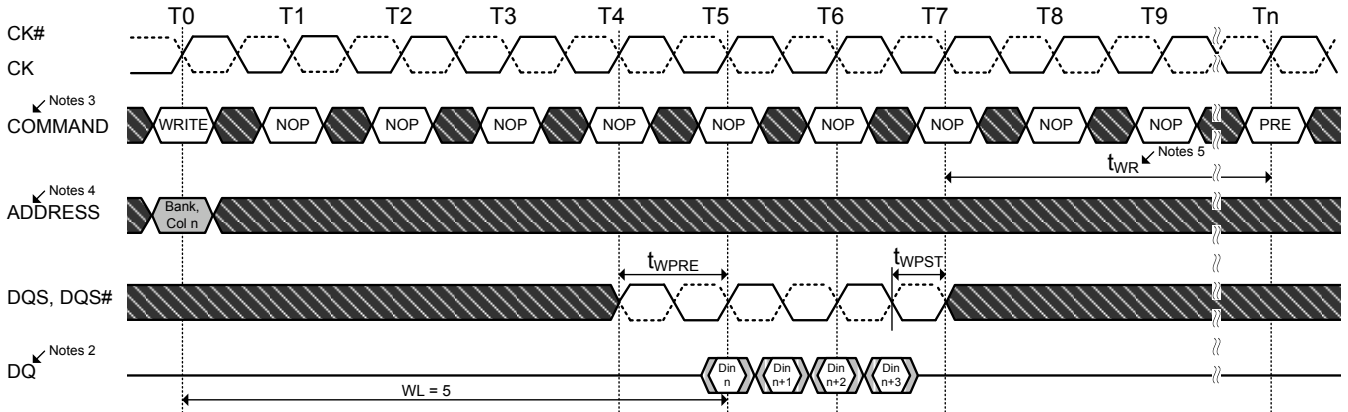 T0 T1 T2 T3 T4 T5 T6 T7 T8 T9 Tn
CK#
CK
Notes 3
COMMAND WRITE NOP NOP NOP NOP NOP NOP NOP NOP NOP PRE
tWR Notes 5
Notes 4
ADDRESS Bank,
Col n
tWPRE tWPST
DQS, DQS#
Notes 2
DQ Din Din Din Din
n n+1 n+2 n+3
WL = 5